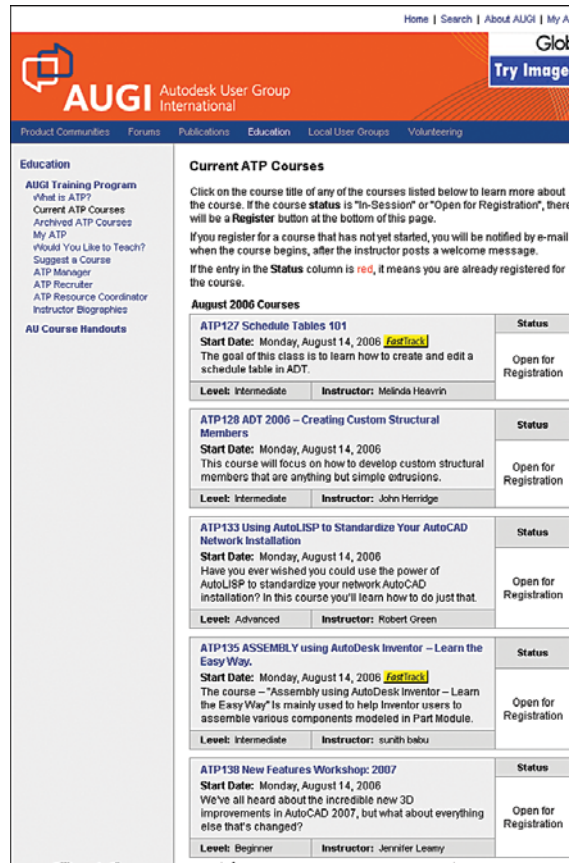 Home | Search | About AUGI | My A
Glob
Try Image
AUGI Autodesk User Group
International
Product Communities Forums Publications Education Local User Groups Volunteering
Education
AUGI Training Program
What is ATP?
Current ATP Courses
Archived ATP Courses
My ATP
Would You Like to Teach?
Suggest a Course
ATP Manager
ATP Recruiter
ATP Resource Coordinator
Instructor Biographies
AU Course Handouts
Current ATP Courses
Click on the course title of any of the courses listed below to learn more about
the course. If the course status is "In-Session" or "Open for Registration", there
will be a Register button at the bottom of this page.
If you register for a course that has not yet started, you will be notified by e-mail
when the course begins, after the instructor posts a welcome message.
If the entry in the Status column is red, it means you are already registered for
the course.
August 2006 Courses
ATP127 Schedule Tables 101
Status
Start Date: Monday, August 14, 2006 FastTrack
The goal of this class is to learn how to create and edit a
schedule table in ADT.
Open for
Registration
Level: Intermediate Instructor: Melinda Heavrin
ATP128 ADT 2006 – Creating Custom Structural
Members
Status
Start Date: Monday, August 14, 2006
This course will focus on how to develop custom structural
members that are anything but simple extrusions.
Open for
Registration
Level: Intermediate Instructor: John Herridge
ATP133 Using AutoLISP to Standardize Your AutoCAD
Network Installation
Status
Start Date: Monday, August 14, 2006
Have you ever wished you could use the power of
AutoLISP to standardize your network AutoCAD
installation? In this course you'll learn how to do just that.
Open for
Registration
Level: Advanced Instructor: Robert Green
ATP135 ASSEMBLY using AutoDesk Inventor – Learn the
Easy Way.
Status
Start Date: Monday, August 14, 2006 FastTrack
The course – "Assembly using AutoDesk Inventor – Learn
the Easy Way" Is mainly used to help Inventor users to
assemble various components modeled in Part Module.
Open for
Registration
Level: Intermediate Instructor: sunith babu
ATP138 New Features Workshop: 2007
Status
Start Date: Monday, August 14, 2006
We've all heard about the incredible new 3D
improvements in AutoCAD 2007, but what about everything
else that's changed?
Open for
Registration
Level: Beginner Instructor: Jennifer Leamy